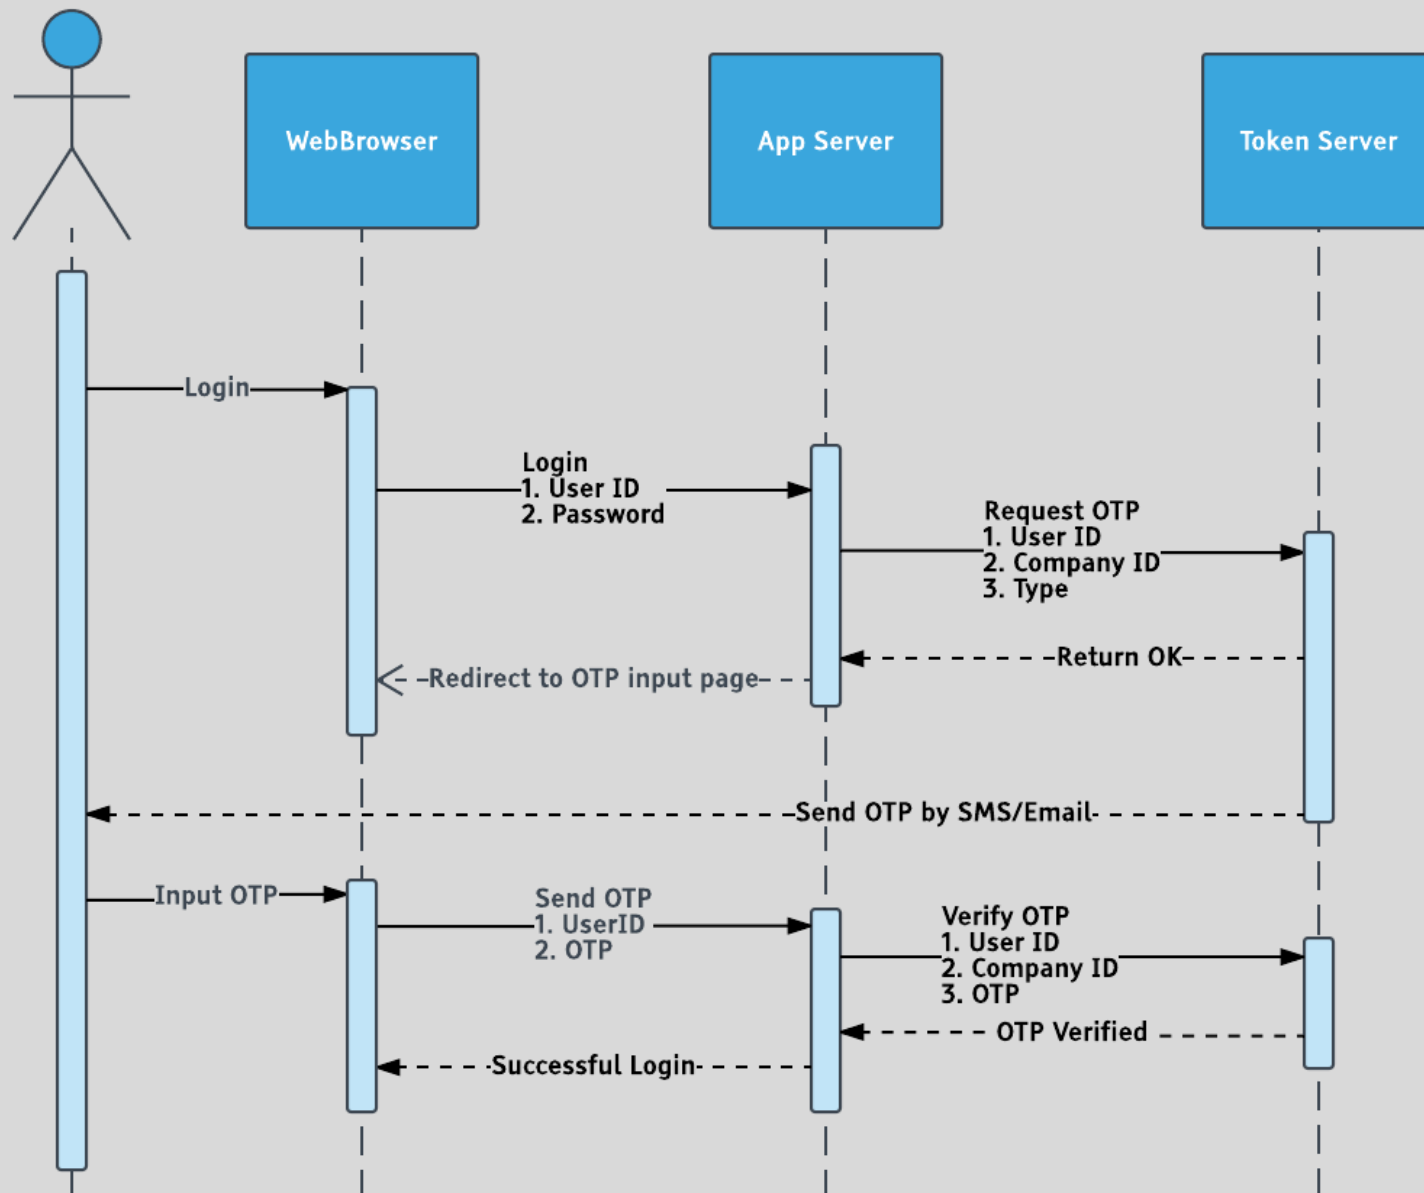 WebBrowser
App Server
Token Server
Login
Login
1. User ID
2. Password
Request OTP
1. User ID
2. Company ID
3. Type
Return OK
Redirect to OTP input page
Send OTP by SMS/Email
Input OTP
Send OTP
1. UserID
2. OTP
Verify OTP
1. User ID
2. Company ID
3. OTP
OTP Verified
Successful Login